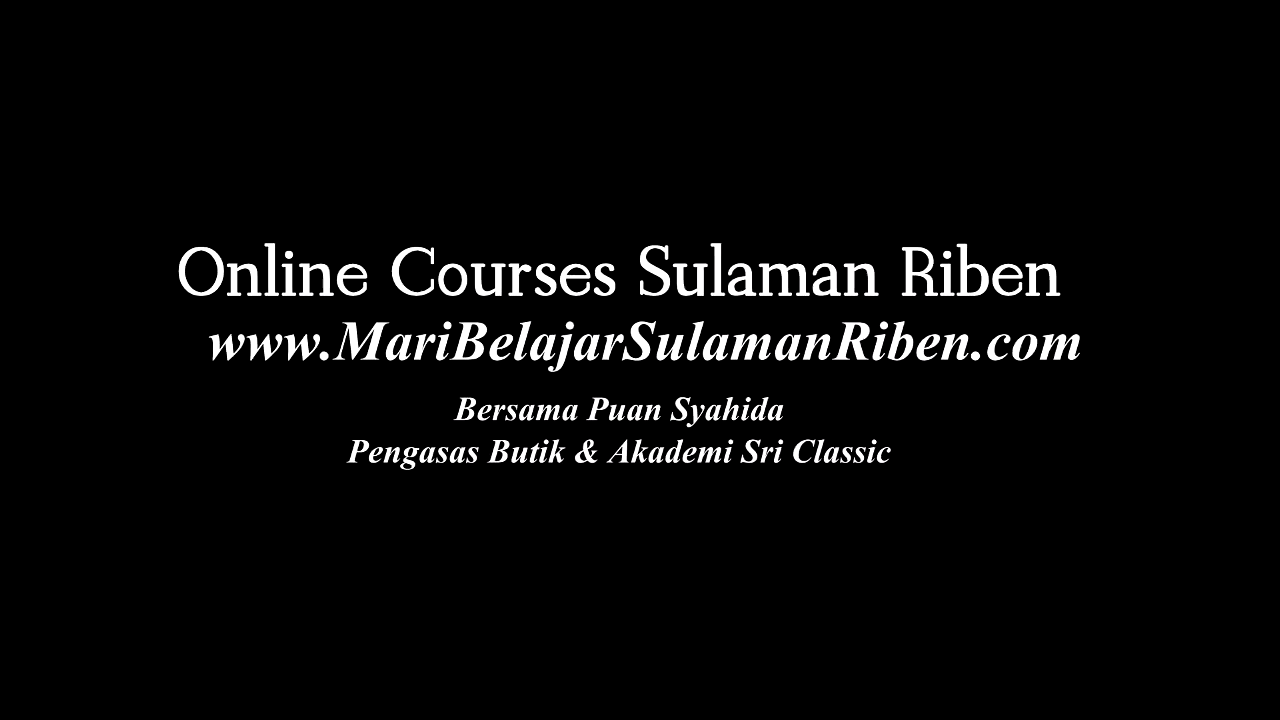 Online Courses Sulaman Riben
www.MariBelajarSulamanRiben.com
Bersama Puan Syahida
Pengasas Butik & Akademi Sri Classic